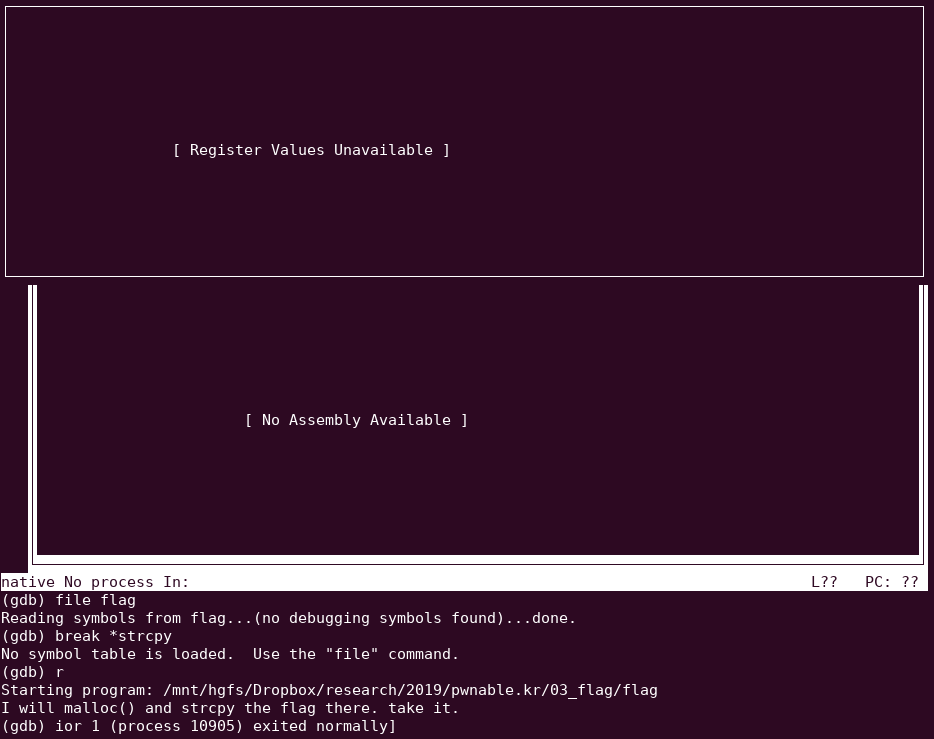 [ Register Values Unavailable ]
[ No Assembly Available ]
native No process In: L?? PC: ??
(gdb) file flag
Reading symbols from flag...(no debugging symbols found)...done.
(gdb) break *strcpy
No symbol table is loaded.  Use the "file" command.
(gdb) r
Starting program: /mnt/hgfs/Dropbox/research/2019/pwnable.kr/03_flag/flag
I will malloc() and strcpy the flag there. take it.
(gdb) ior 1 (process 10905) exited normally]